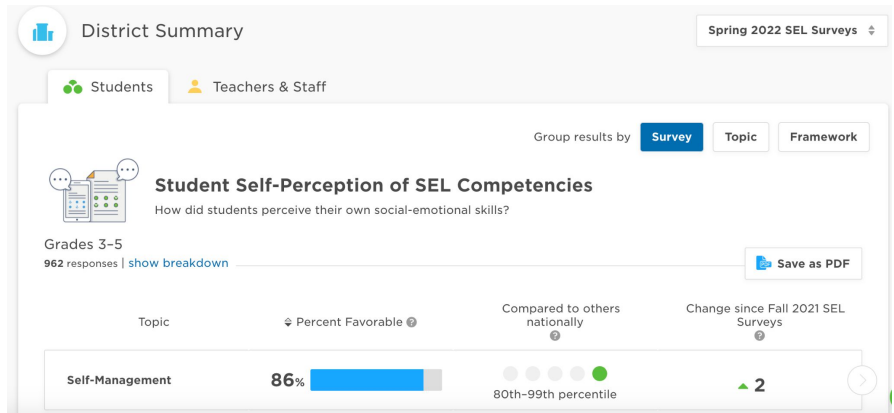 District Summary
Spring 2022 SEL Surveys
Students
Teachers & Staff
Group results by
Survey
Topic
Framework
Student Self-Perception of SEL Competencies
How did students perceive their own social-emotional skills?
Grades 3–5
962 responses | show breakdown
Save as PDF
Topic
Percent Favorable ?
Compared to others
nationally
?
Change since Fall 2021 SEL
Surveys
?
Self-Management
86%
80th–99th percentile
2